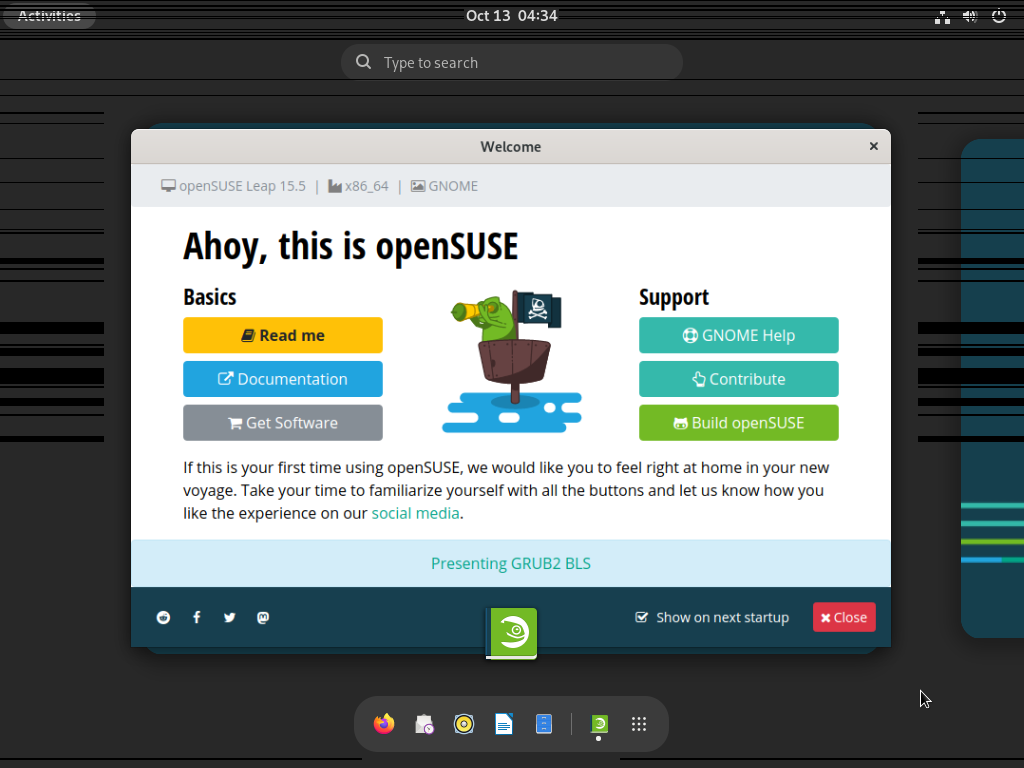 Activities
Oct 13 04:34
Type to search
Welcome
openSUSE Leap 15.5 | x86_64 | GNOME
Ahoy, this is openSUSE
Basics
Support
Read me
GNOME Help
Documentation
Contribute
Get Software
Build openSUSE
If this is your first time using openSUSE, we would like you to feel right at home in your new
voyage. Take your time to familiarize yourself with all the buttons and let us know how you
like the experience on our social media.
Presenting GRUB2 BLS
Show on next startup
Close